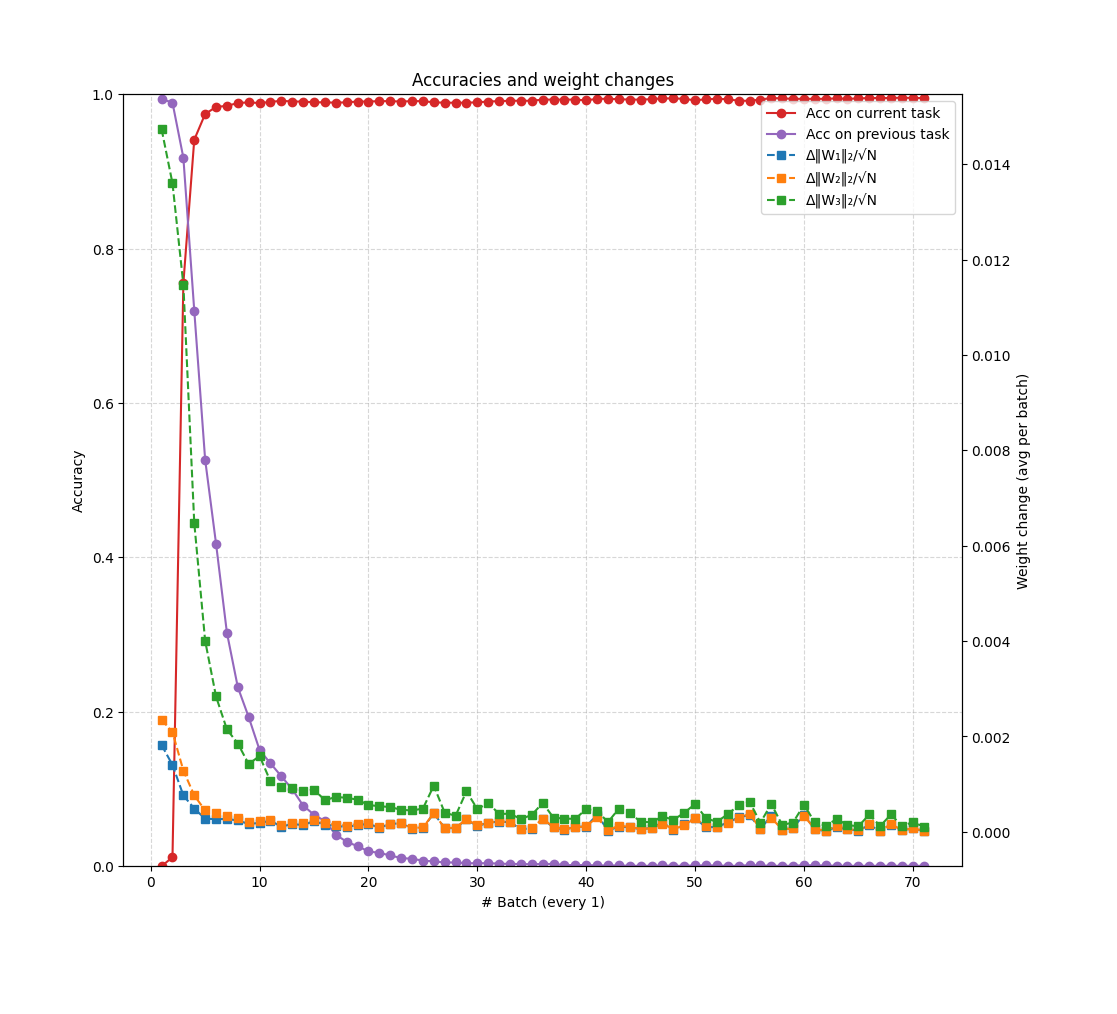 Accuracies and weight changes
Acc on current task
Acc on previous task
Δ‖W₁‖₂/√N
Δ‖W₂‖₂/√N
Δ‖W₃‖₂/√N
1.0
0.8
0.6
0.4
0.2
0.0
Accuracy
0.014
0.012
0.010
0.008
0.006
0.004
0.002
0.000
Weight change (avg per batch)
0 10 20 30 40 50 60 70
# Batch (every 1)